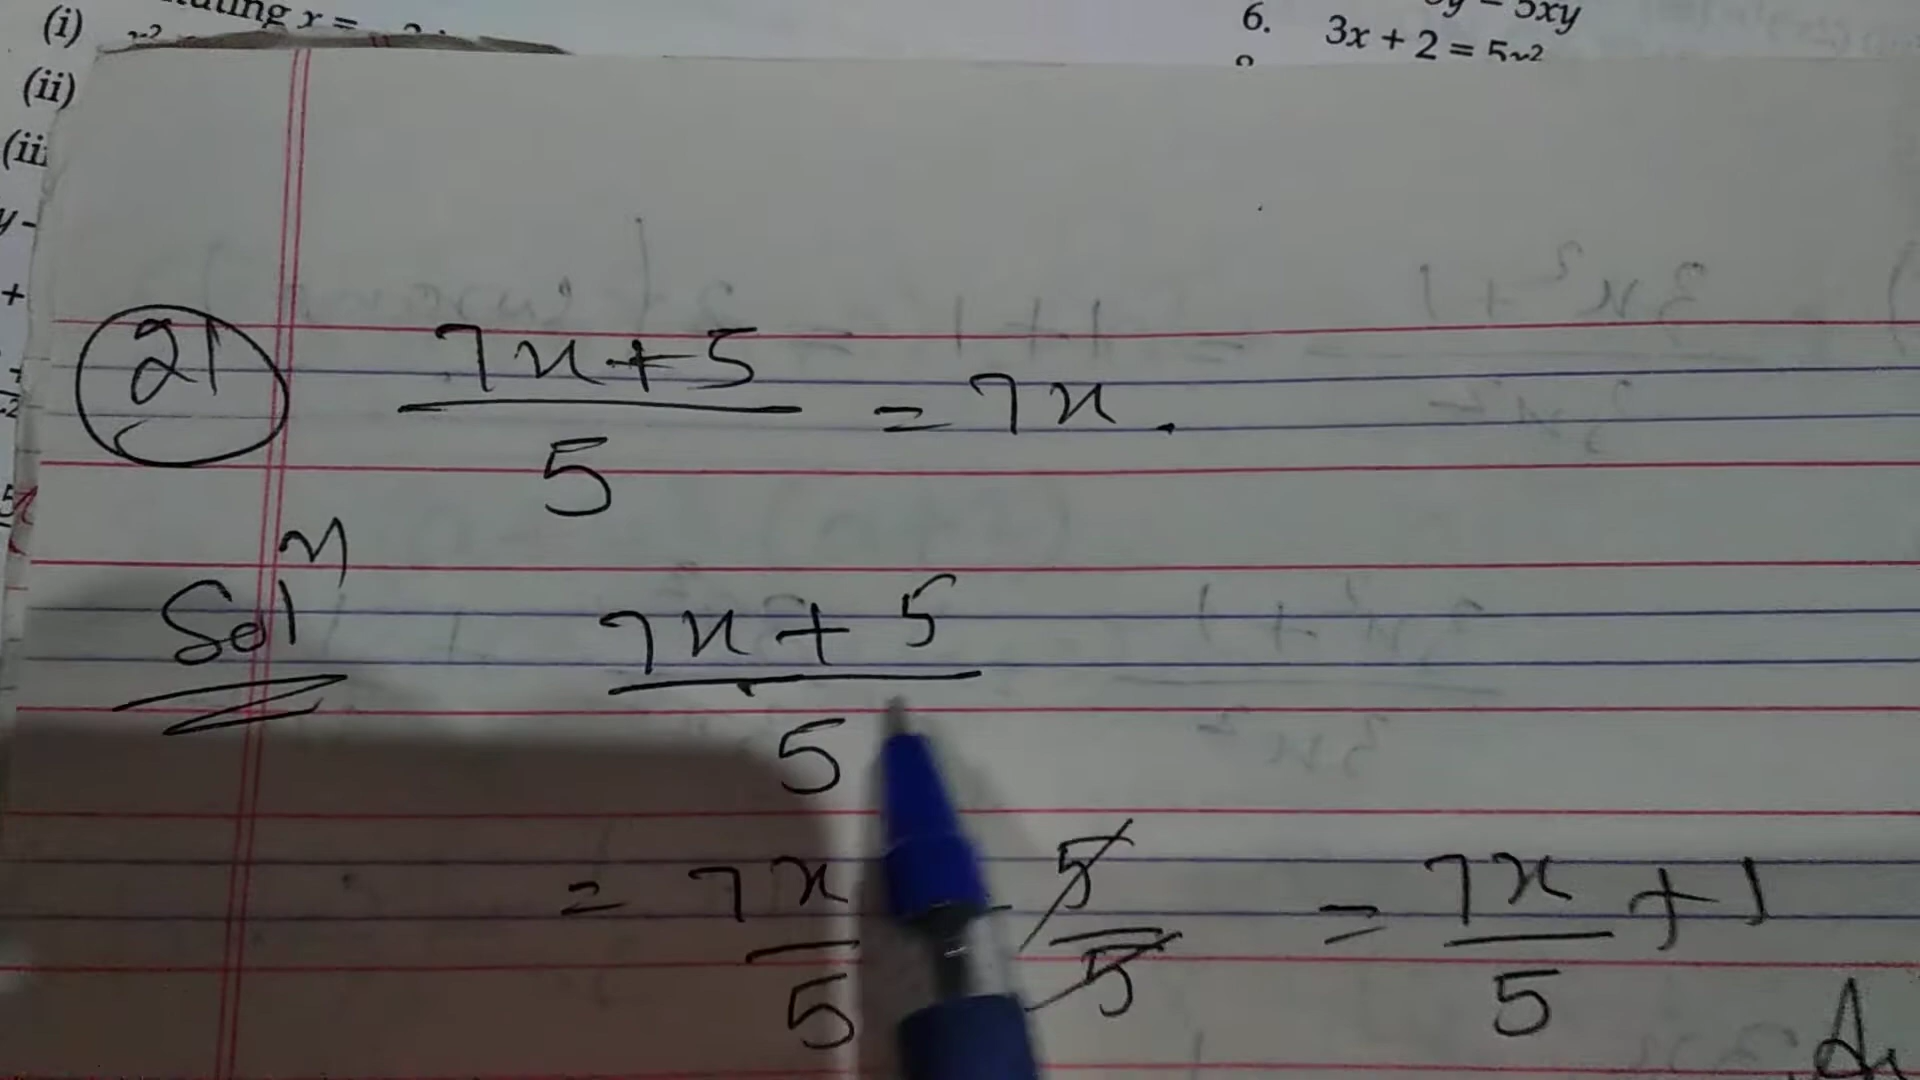 (i)
x =
6. 3x + 2 = 5x²
(ii)
21 (7x+5)/5 = 7x.
Solⁿ (7x + 5)/5
= 7x/5 5/5 = 7x/5 + 1